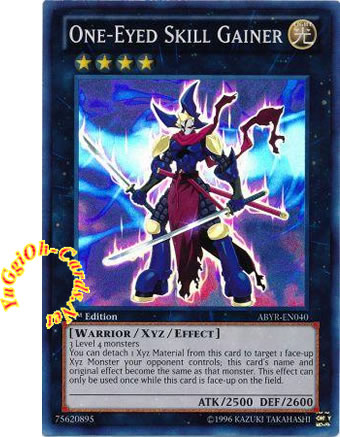 ONE-EYED SKILL GAINER
光
YuGgiOh-Cards.Net
Edition
ABYR-EN040
[WARRIOR / XYZ / EFFECT]
3 Level 4 monsters
You can detach 1 Xyz Material from this card to target 1 face-up
Xyz Monster your opponent controls; this card's name and
original effect become the same as that monster. This effect can
only be used once while this card is face-up on the field.
ATK/2500 DEF/2600
75620895
©1996 KAZUKI TAKAHASHI